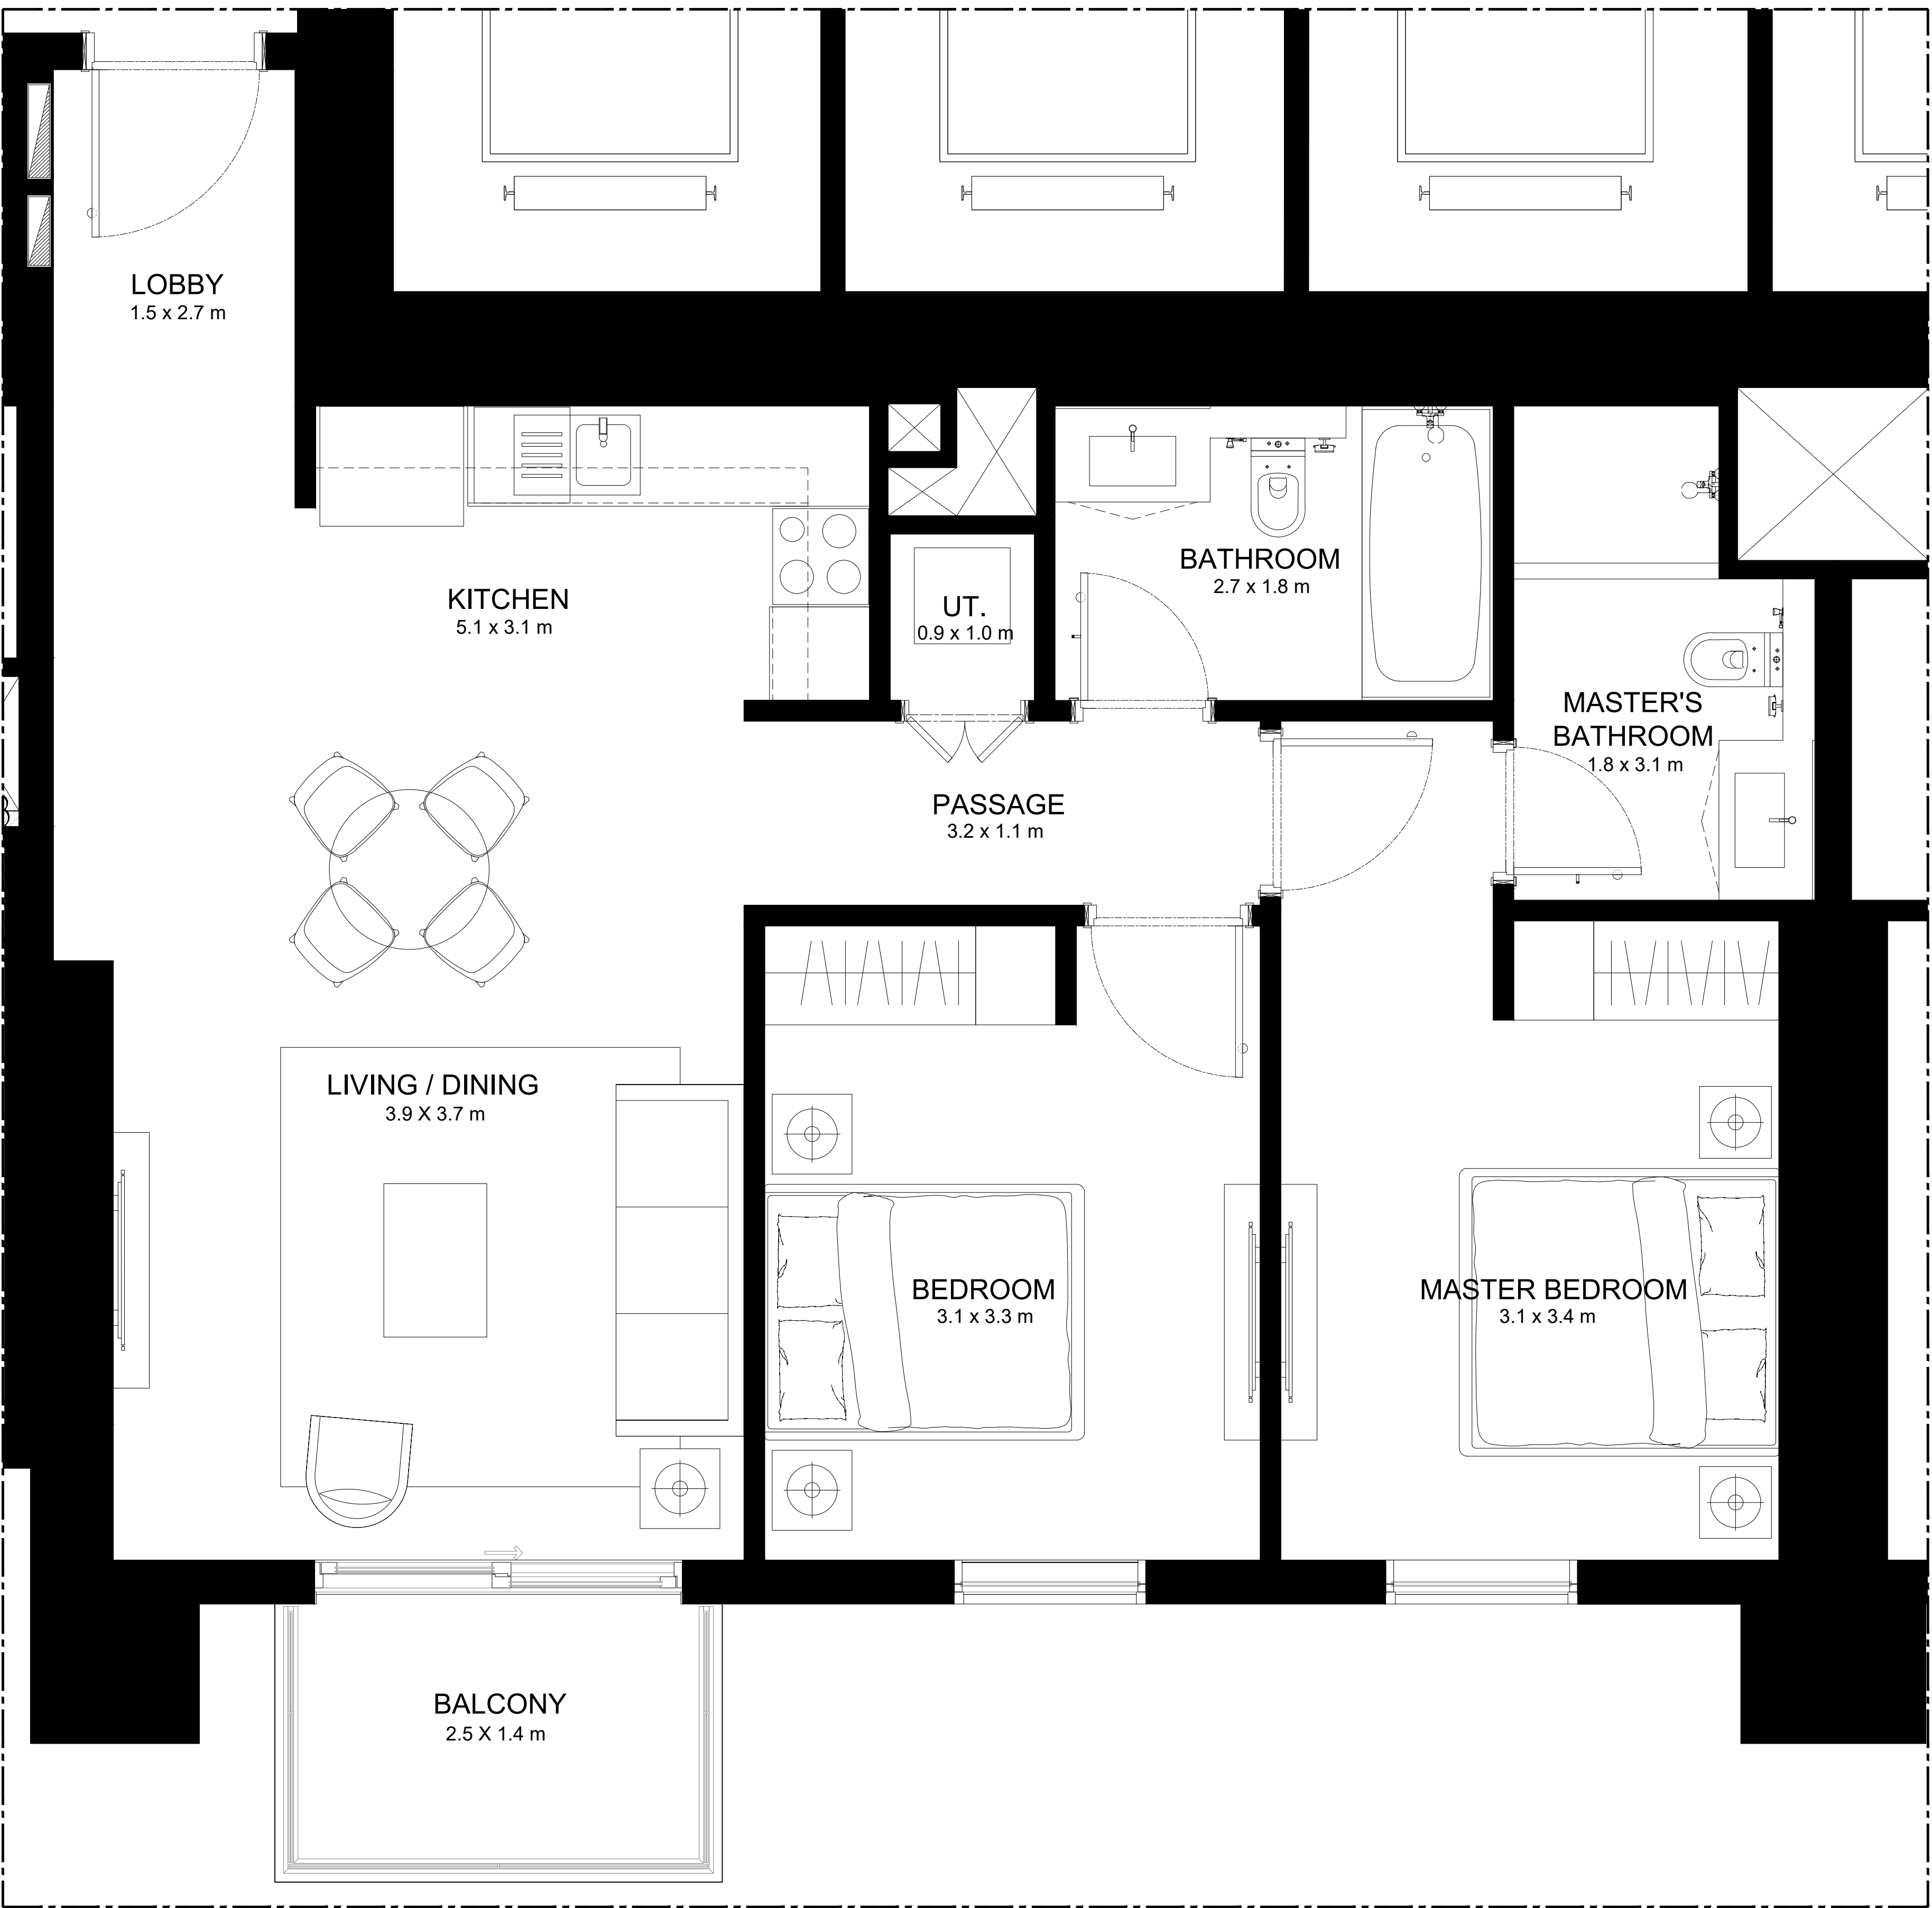 LOBBY
1.5 x 2.7 m
KITCHEN
5.1 x 3.1 m
UT.
0.9 x 1.0 m
BATHROOM
2.7 x 1.8 m
MASTER'S
BATHROOM
1.8 x 3.1 m
PASSAGE
3.2 x 1.1 m
LIVING / DINING
3.9 X 3.7 m
BEDROOM
3.1 x 3.3 m
MASTER BEDROOM
3.1 x 3.4 m
BALCONY
2.5 X 1.4 m